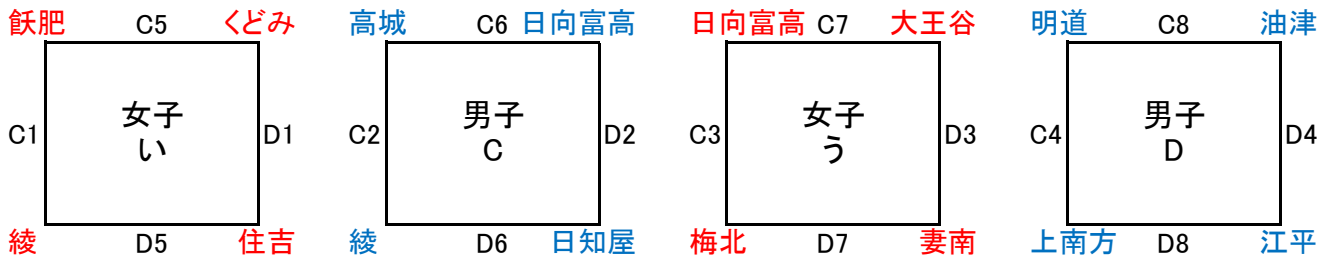 飫肥 C5 くどみ 高城 C6 日向富高 日向富高 C7 大王谷 明道 C8 油津
女子 男子 女子 男子
C1 い D1 C2 C D2 C3 う D3 C4 D D4
綾 D5 住吉 綾 D6 日知屋 梅北 D7 妻南 上南方 D8 江平